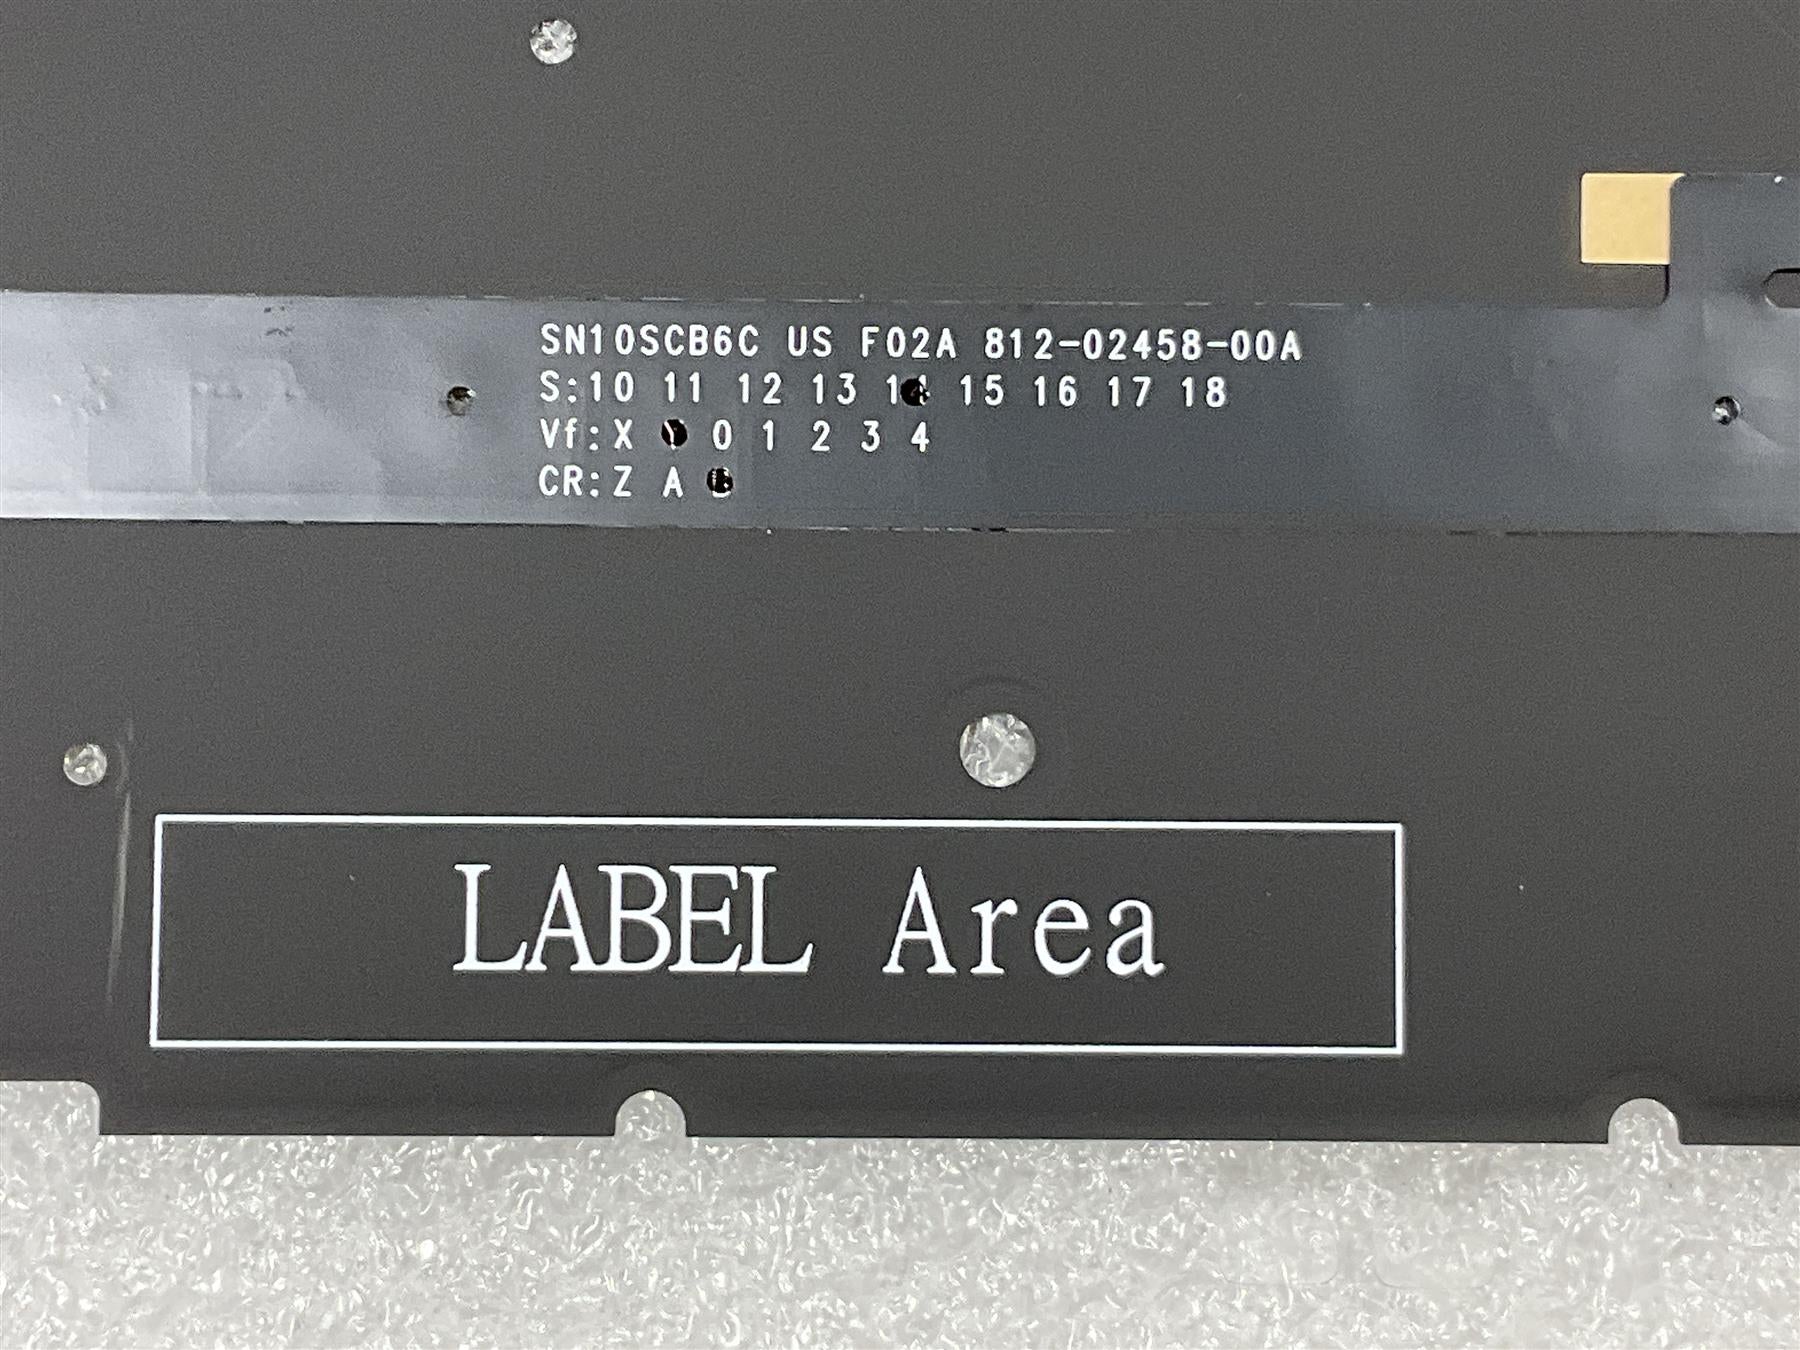 SN10SCB6C US F02A 812-02458-00A
S:10 11 12 13 14 15 16 17 18
Vf:X 0 1 2 3 4
CR:Z A
LABEL Area